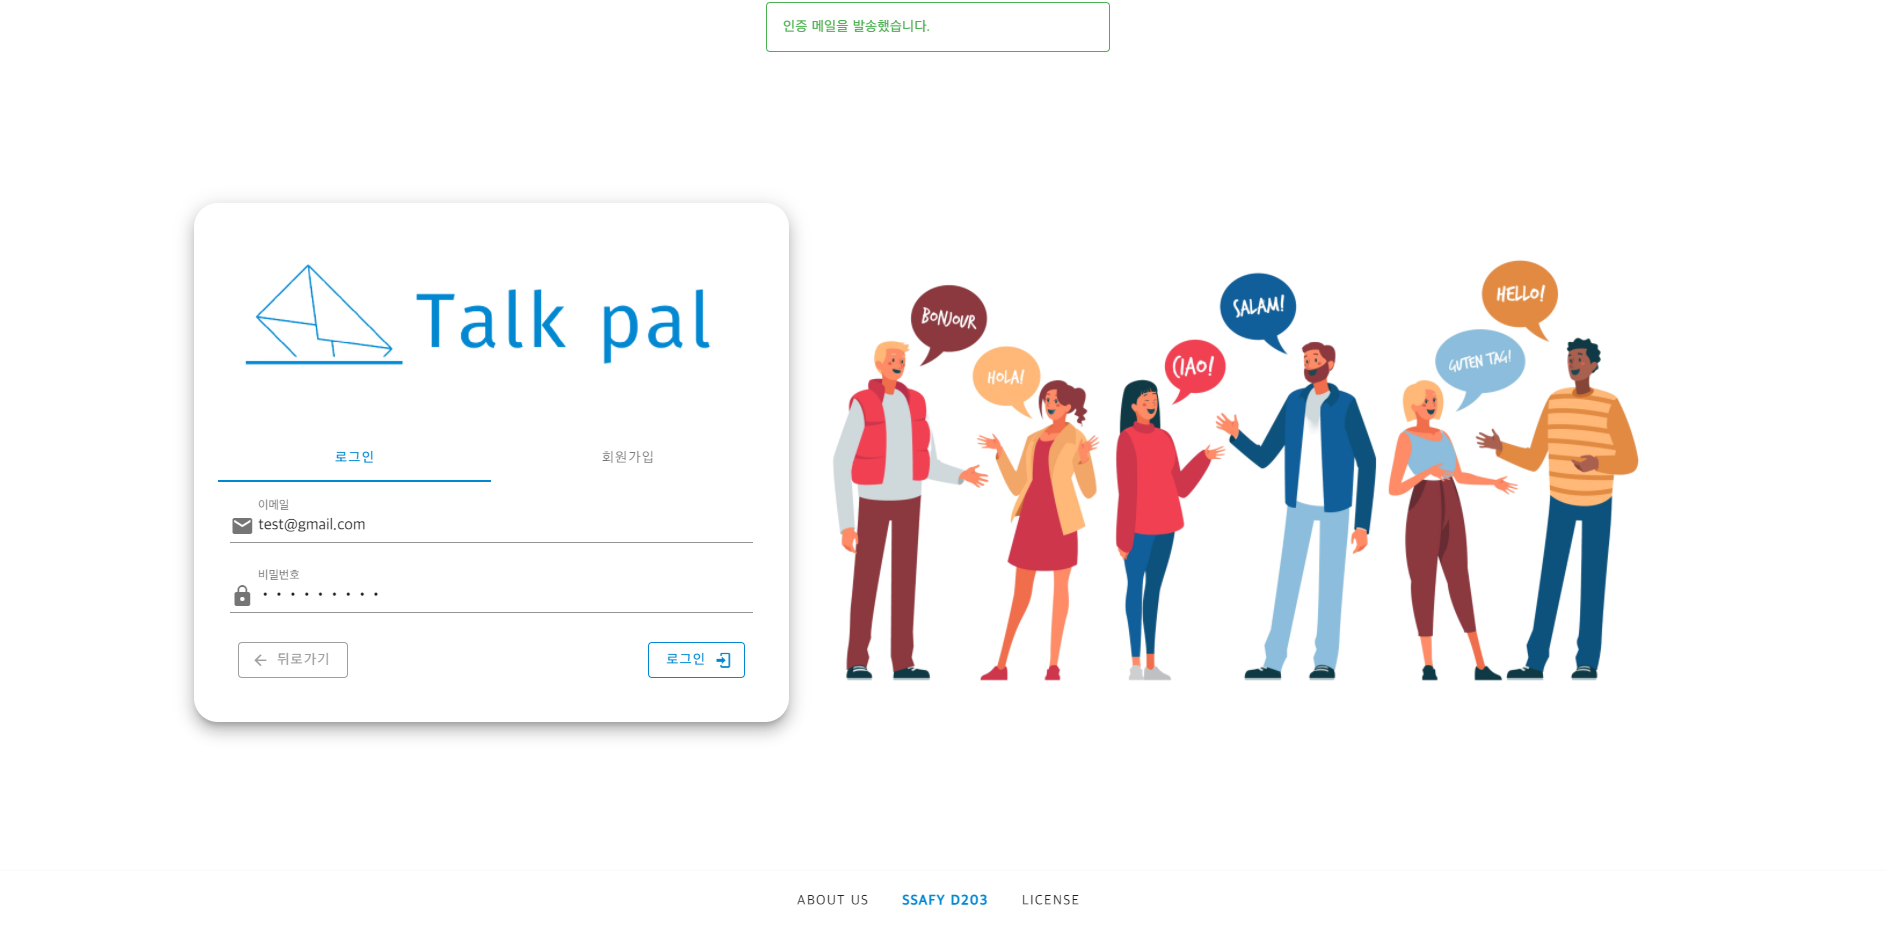 인증 메일을 발송했습니다.
Talk pal
로그인
회원가입
이메일
test@gmail.com
비밀번호
뒤로가기
로그인
BONJOUR
HOLA!
CIAO!
SALAM!
GUTEN TAG!
HELLO!
ABOUT US
SSAFY D203
LICENSE